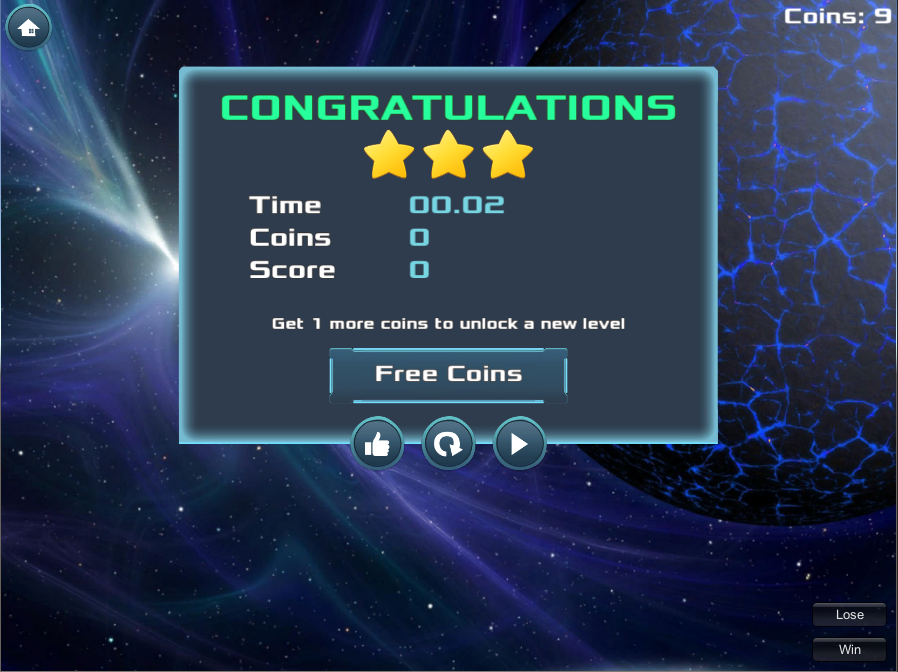 Coins: 9
CONGRATULATIONS
Time 00.02
Coins 0
Score 0
Get 1 more coins to unlock a new level
Free Coins
Lose
Win